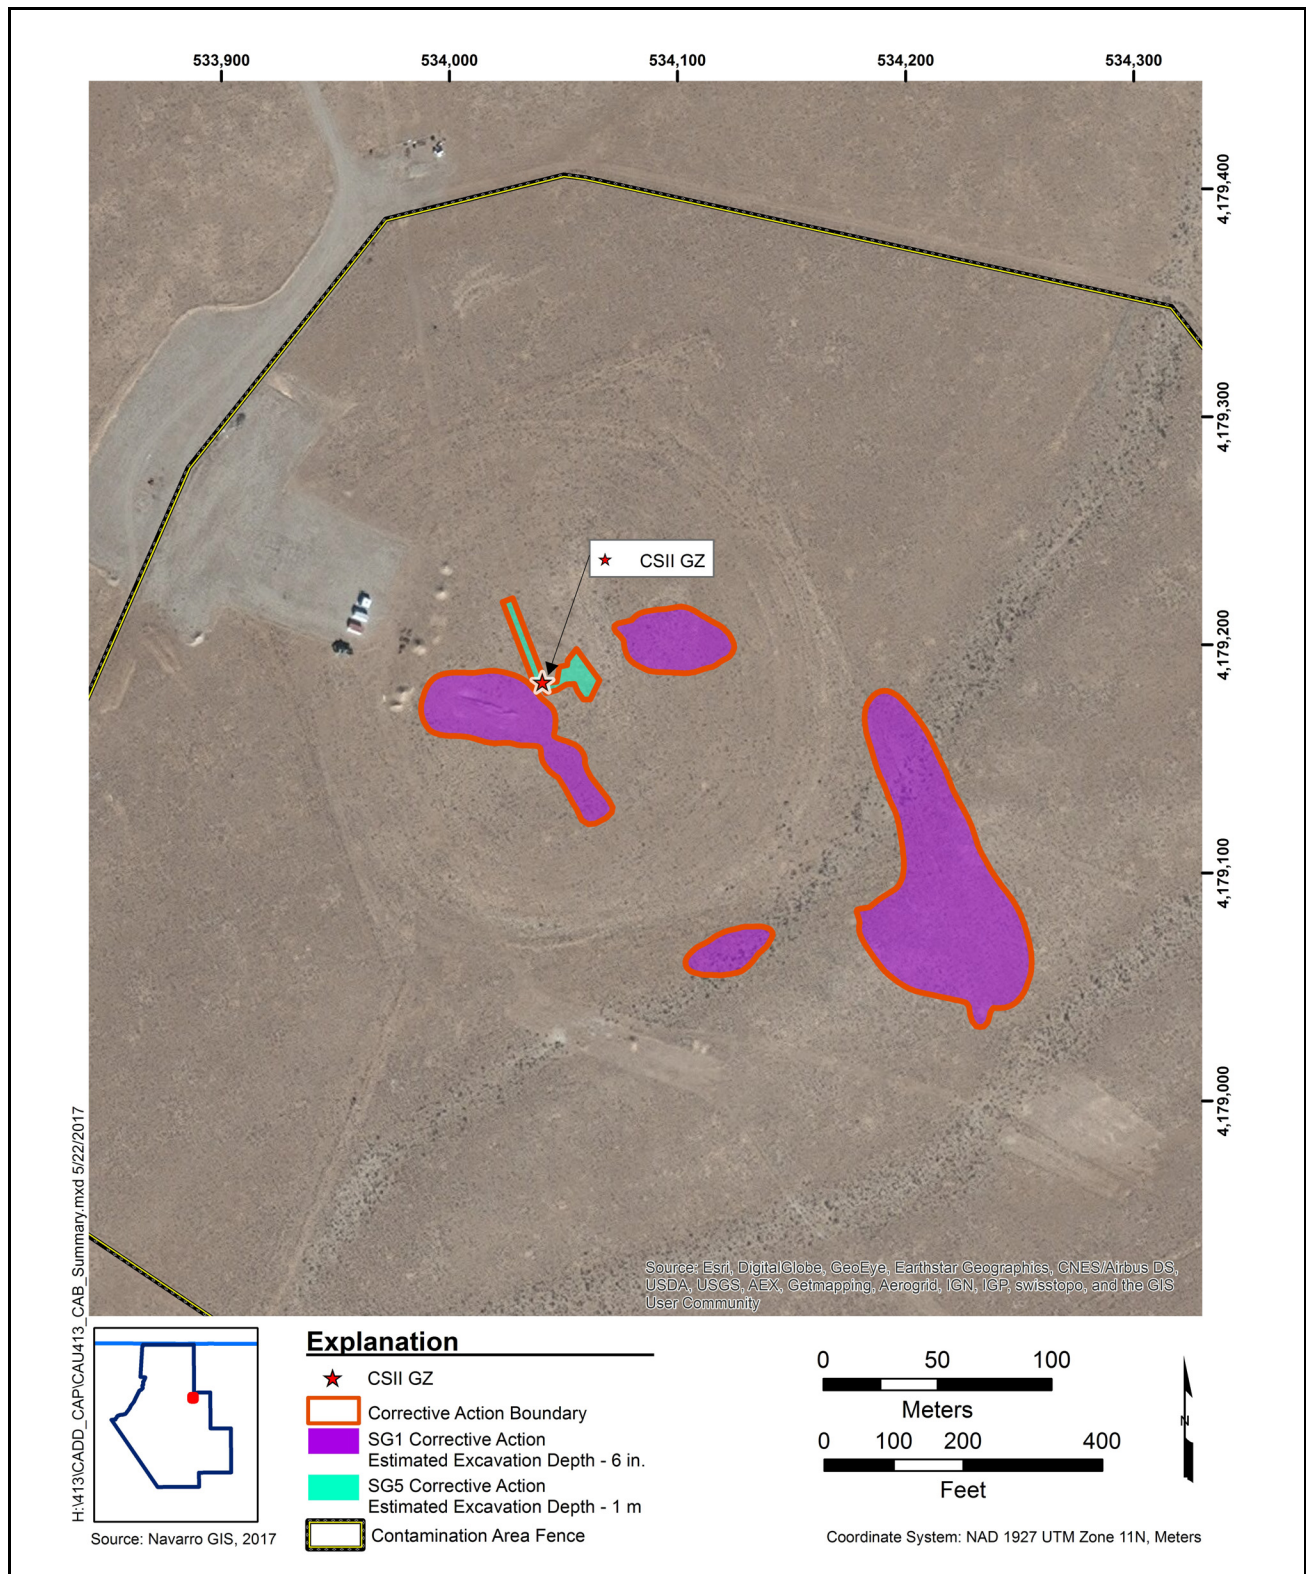 533,900
534,000
534,100
534,200
534,300
4,179,400
4,179,300
CSII GZ
4,179,200
4,179,100
4,179,000
H:\413\CADD_CAP\CAU413_CAB_Summary.mxd 5/22/2017
Source: Esri, DigitalGlobe, GeoEye, Earthstar Geographics, CNES/Airbus DS,
USDA, USGS, AEX, Getmapping, Aerogrid, IGN, IGP, swisstopo, and the GIS
User Community
Explanation
CSII GZ
Corrective Action Boundary
SG1 Corrective Action
Estimated Excavation Depth - 6 in.
SG5 Corrective Action
Estimated Excavation Depth - 1 m
Contamination Area Fence
0 50 100
Meters
0 100 200 400
Feet
N
Source: Navarro GIS, 2017
Coordinate System: NAD 1927 UTM Zone 11N, Meters